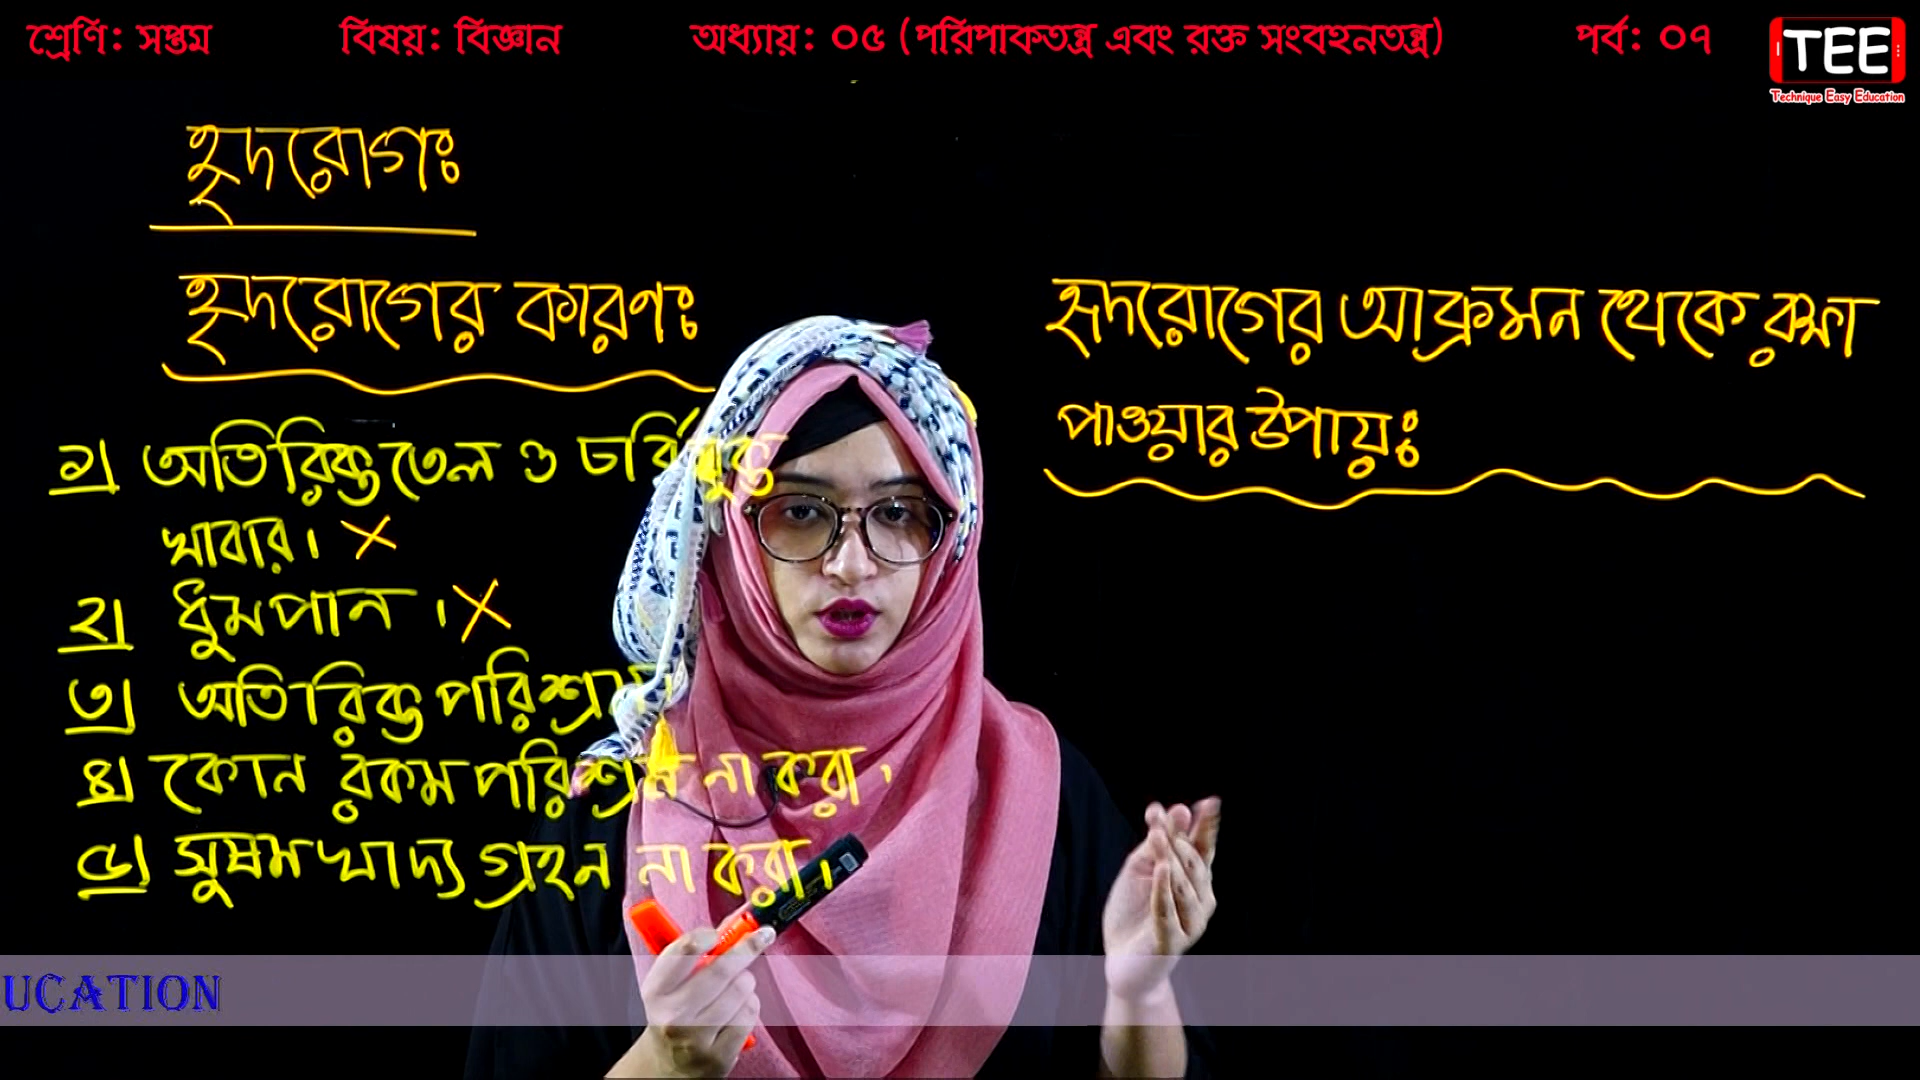 শ্রেণি: সপ্তম বিষয়: বিজ্ঞান অধ্যায়: ০৫ (পরিপাকতন্ত্র এবং রক্ত সংবহনতন্ত্র) পর্ব: ০৭
TEE
Technique Easy Education
হৃদরোগঃ
হৃদরোগের কারণঃ
১) অতিরিক্ত তেল ও চর্বিযুক্ত
খাবার। ×
২) ধুমপান। ×
৩) অতিরিক্ত পরিশ্রম
৪) কোন রকম পরিশ্রম না করা,
৫) সুষম খাদ্য গ্রহন না করা।
হৃদরোগের আক্রমন থেকে রক্ষা
পাওয়ার উপায়ঃ
UCATION